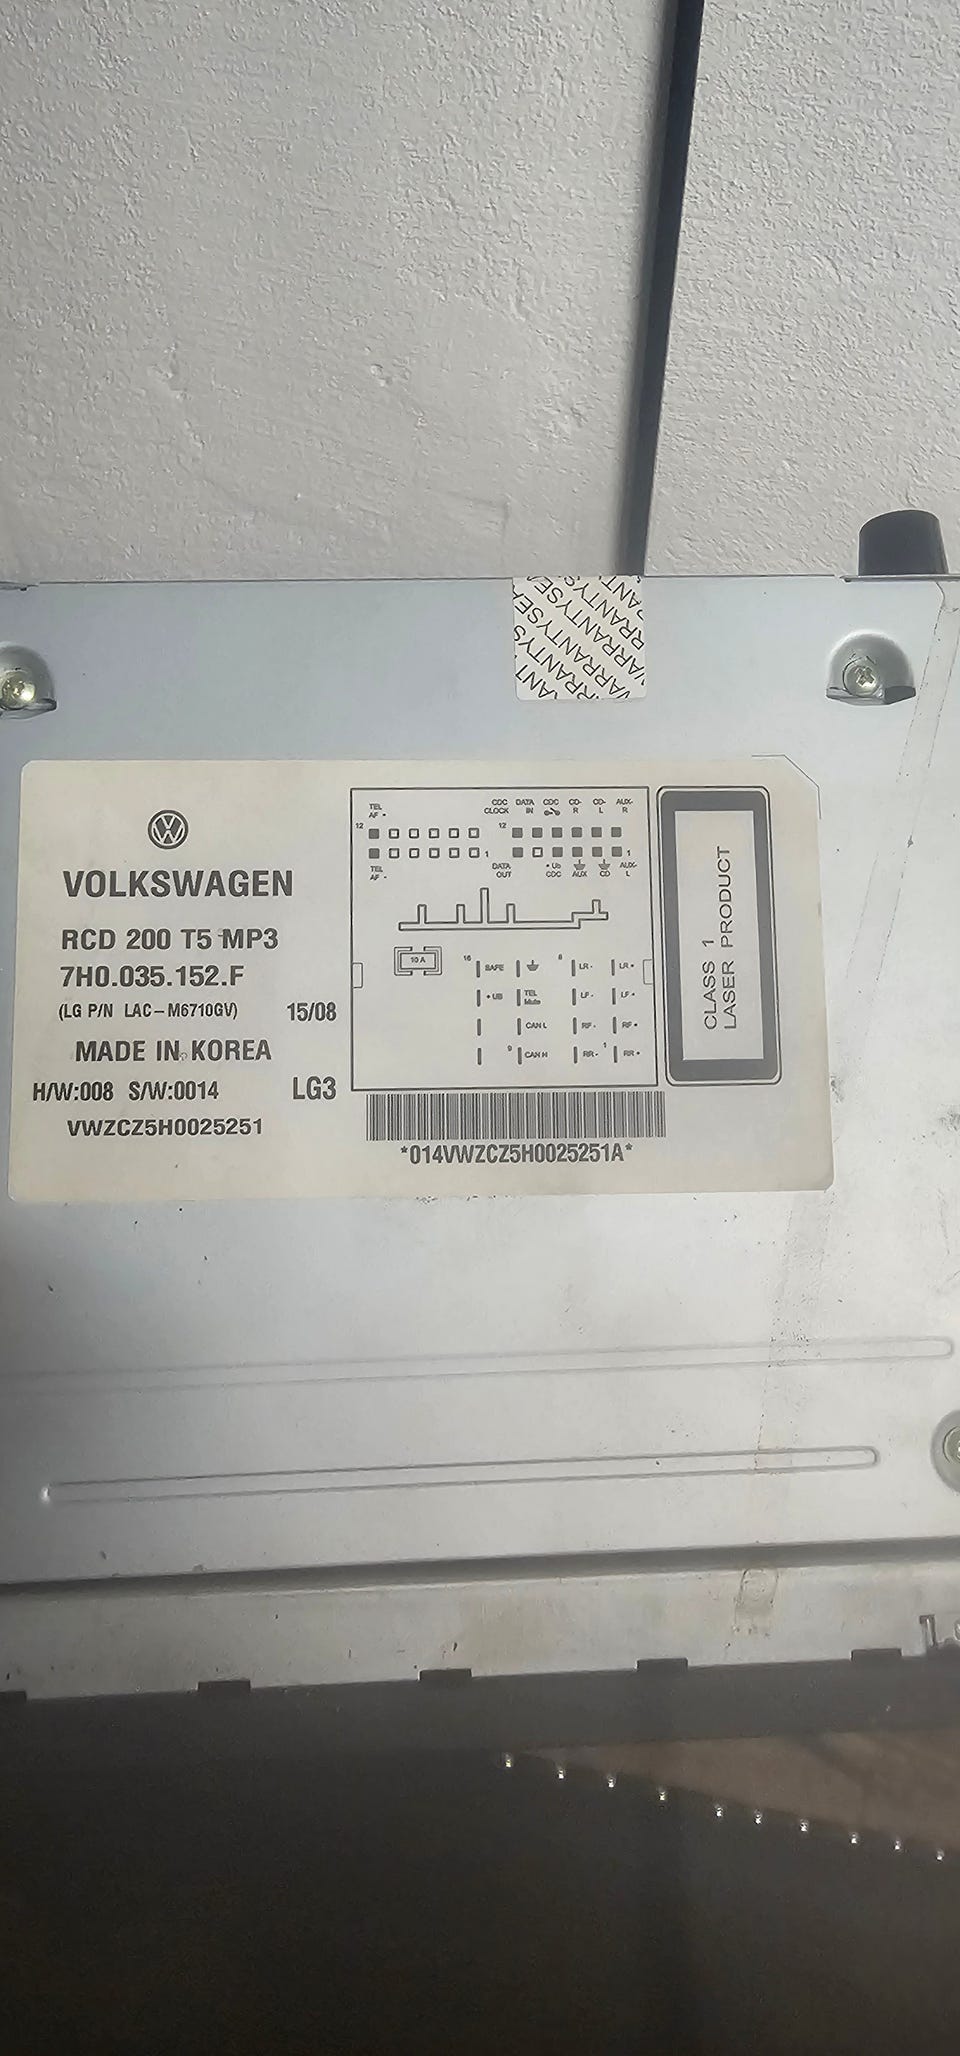 WARRANTYSEA
VOLKSWAGEN
RCD 200 T5 MP3
7H0.035.152.F
(LG P/N LAC-M6710GV) 15/08
MADE IN KOREA
H/W:008 S/W:0014 LG3
VWZCZ5H0025251
TEL AF - CDC CLOCK DATA IN CDC CD-R CD-L AUX-R
12 12
1 1
TEL AF - DATA OUT + Ub CDC AUX CD AUX-L
10 A
16 SAFE 8 LR - LR +
+ UB TEL Mute LF - LF +
CAN L RF - RF +
9 CAN H RR - 1 RR +
CLASS 1
LASER PRODUCT
*014VWZCZ5H0025251A*